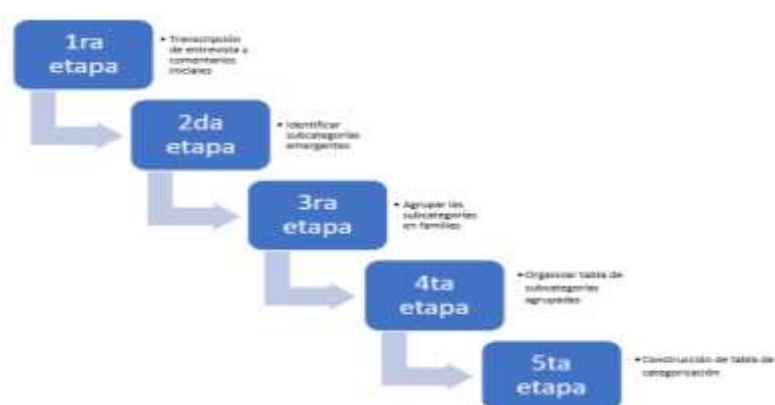 1ra
etapa
• Transcripción
de entrevista y
comentarios
iniciales
2da
etapa
• Identificar
subcategorías
emergentes
3ra
etapa
• Agrupar las
subcategorías
en familias
4ta
etapa
• Organizar tabla de
subcategorías
agrupadas
5ta
etapa
• Construcción de tabla de
categorización